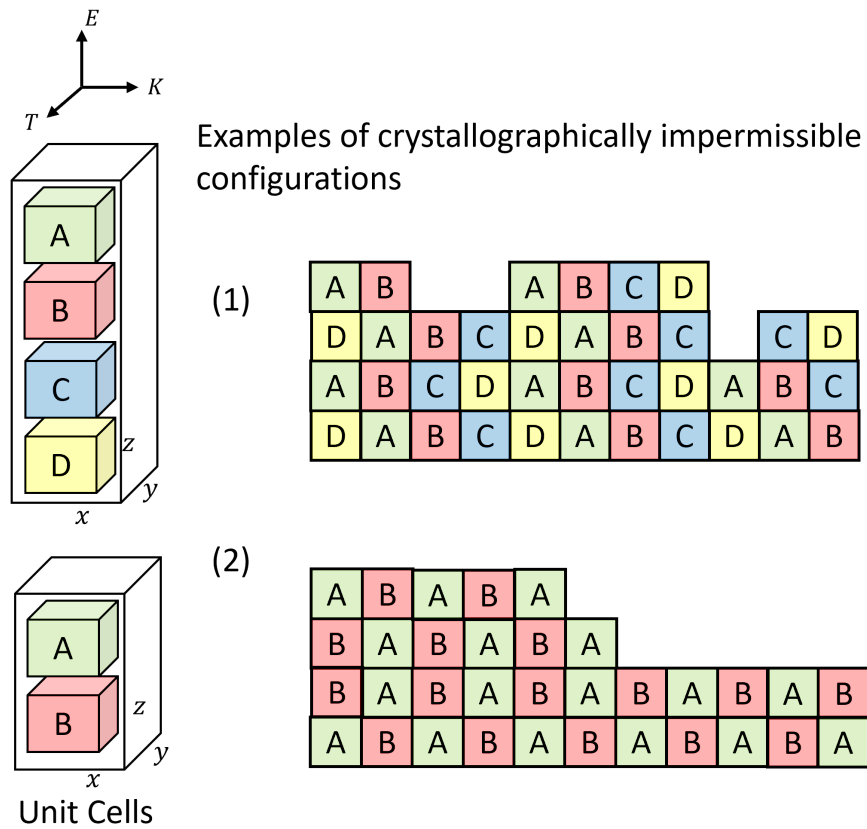 E
K
T
Examples of crystallographically impermissible
configurations
A
B
C
D
z
y
x
(1)
A B A B C D
D A B C D A B C C D
A B C D A B C D A B C
D A B C D A B C D A B
(2)
A
B
z
y
x
A B A B A
B A B A B A
B A B A B A B A B A B
A B A B A B A B A B A
Unit Cells